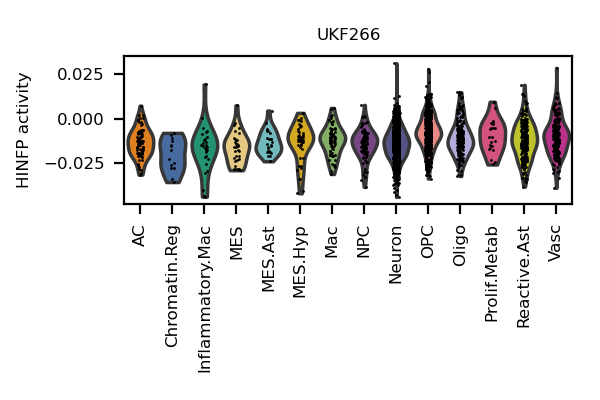 UKF266
HINFP activity
0.025
0.000
−0.025
AC
Chromatin.Reg
Inflammatory.Mac
MES
MES.Ast
MES.Hyp
Mac
NPC
Neuron
OPC
Oligo
Prolif.Metab
Reactive.Ast
Vasc